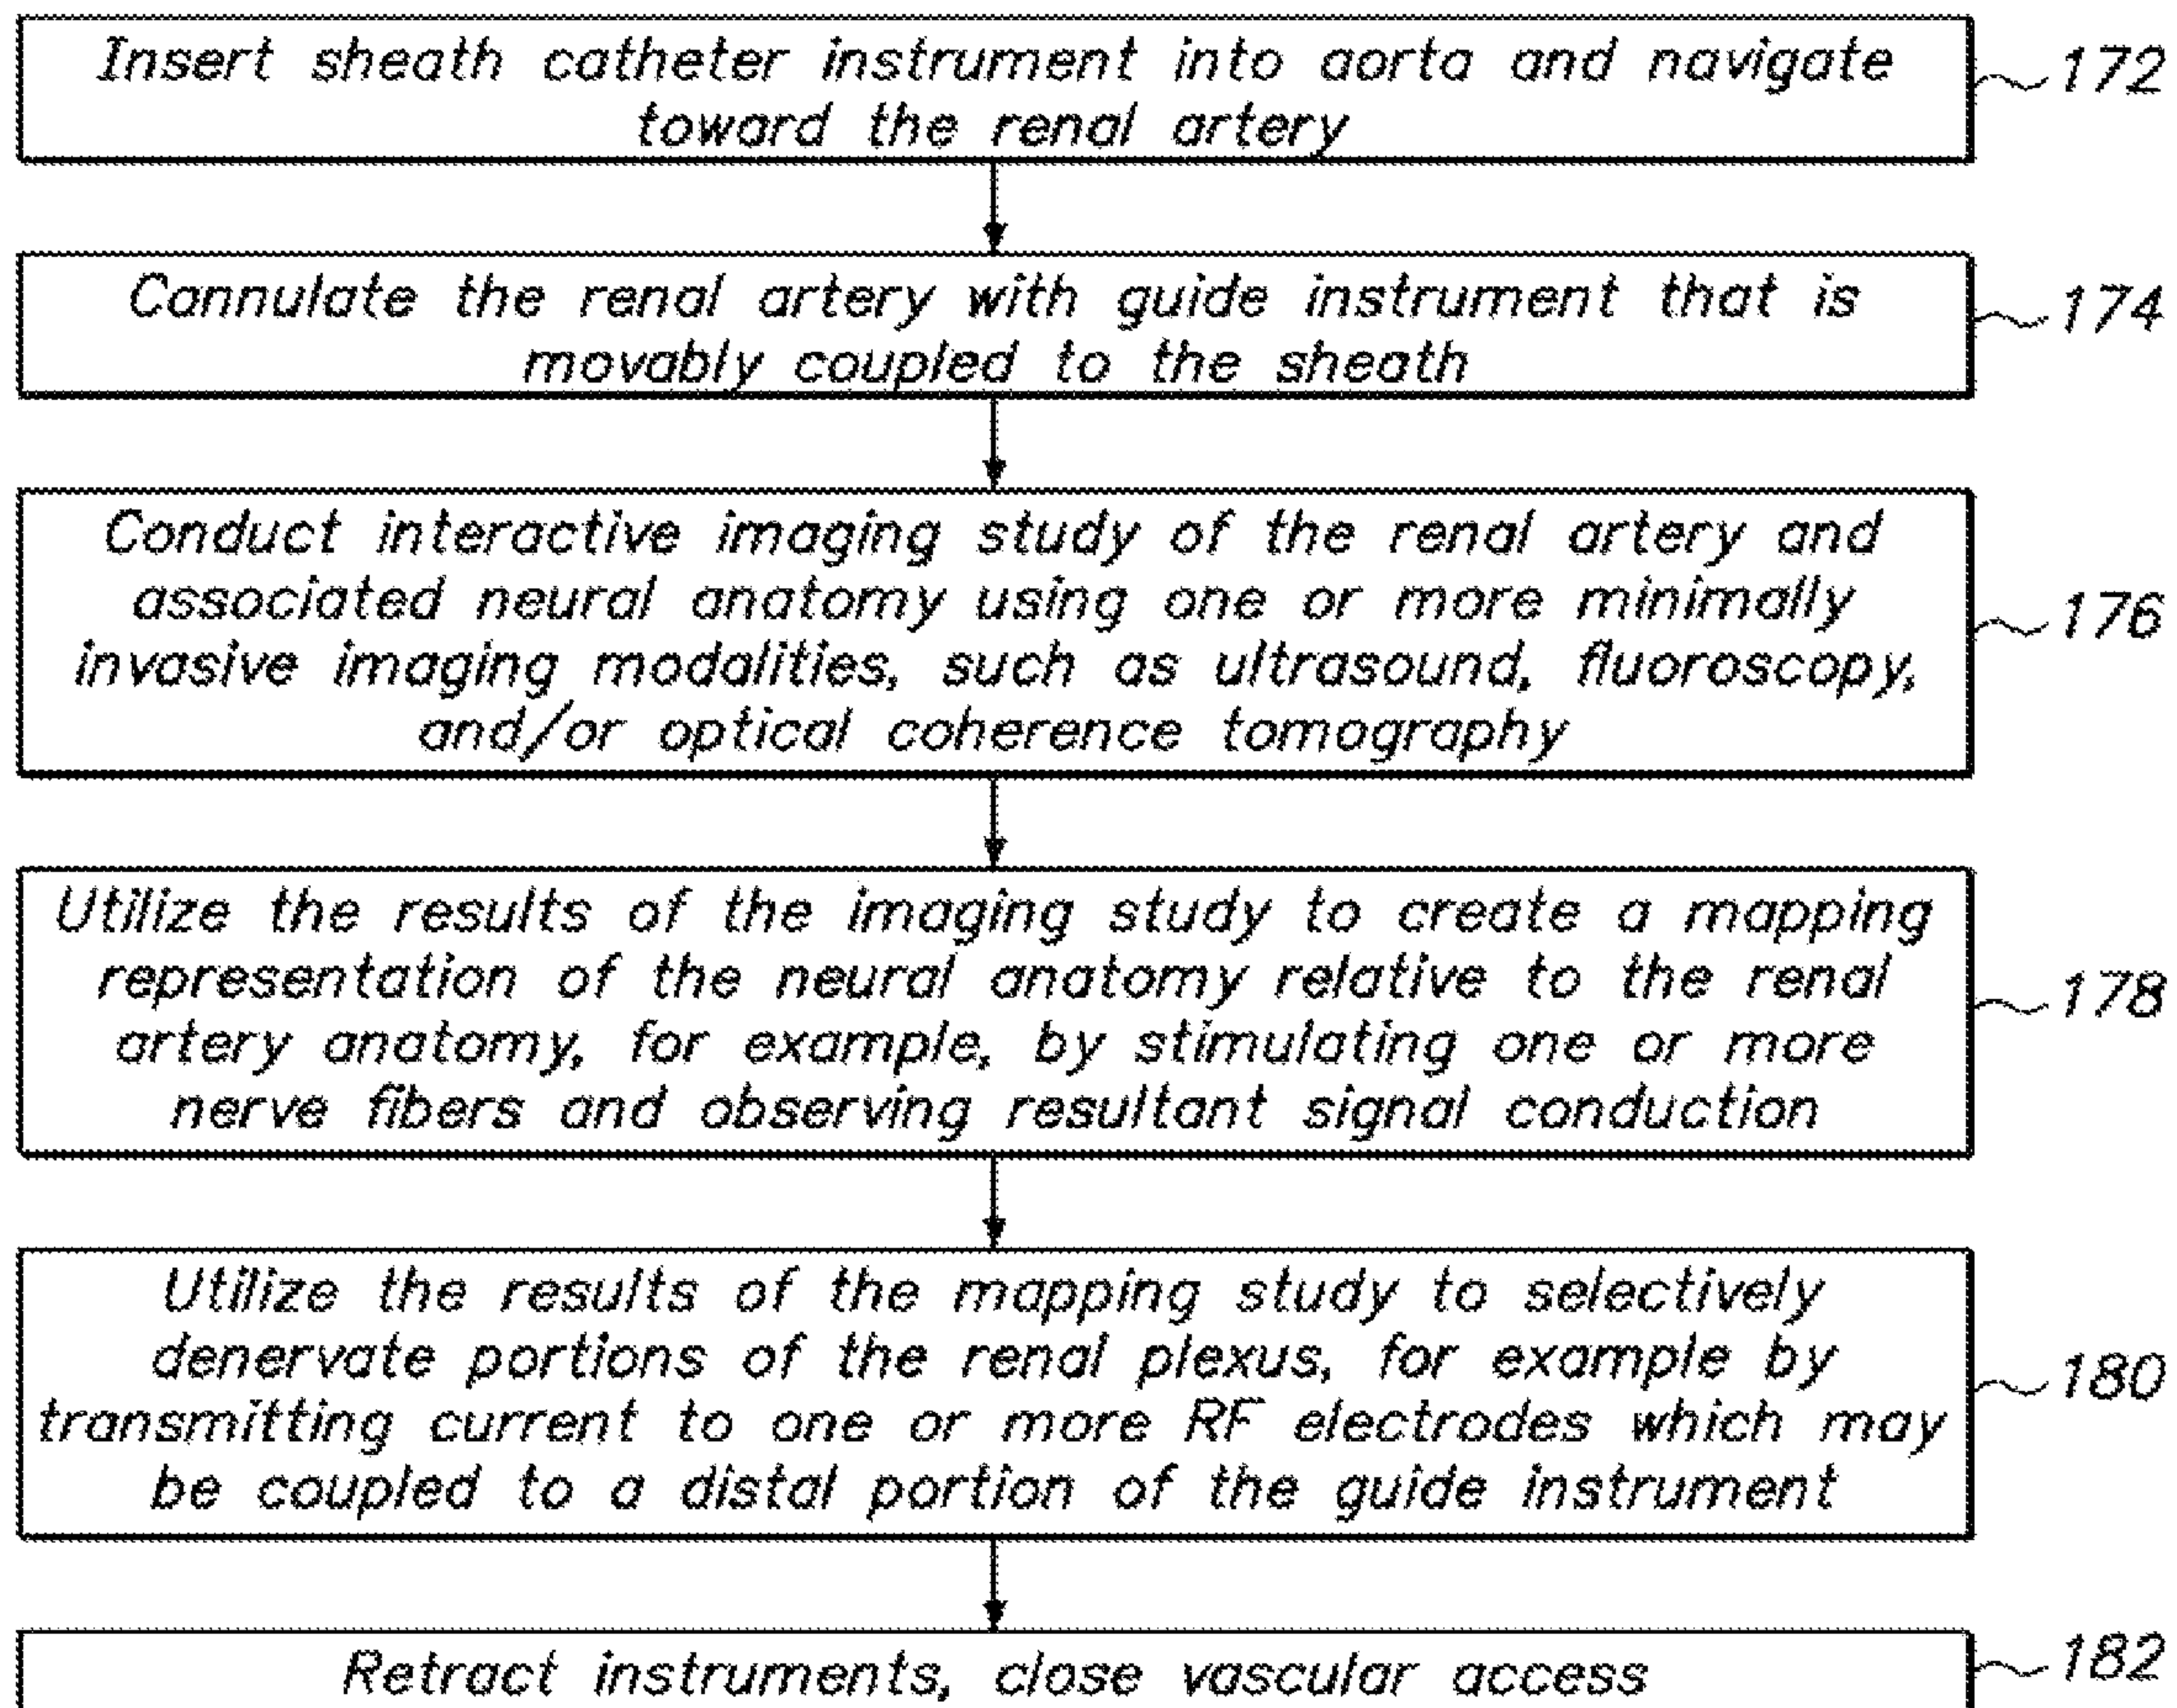 Insert sheath catheter instrument into aorta and navigate
toward the renal artery
172
Cannulate the renal artery with guide instrument that is
movably coupled to the sheath
174
Conduct interactive imaging study of the renal artery and
associated neural anatomy using one or more minimally
invasive imaging modalities, such as ultrasound, fluoroscopy,
and/or optical coherence tomography
176
Utilize the results of the imaging study to create a mapping
representation of the neural anatomy relative to the renal
artery anatomy, for example, by stimulating one or more
nerve fibers and observing resultant signal conduction
178
Utilize the results of the mapping study to selectively
denervate portions of the renal plexus, for example by
transmitting current to one or more RF electrodes which may
be coupled to a distal portion of the guide instrument
180
Retract instruments, close vascular access
182